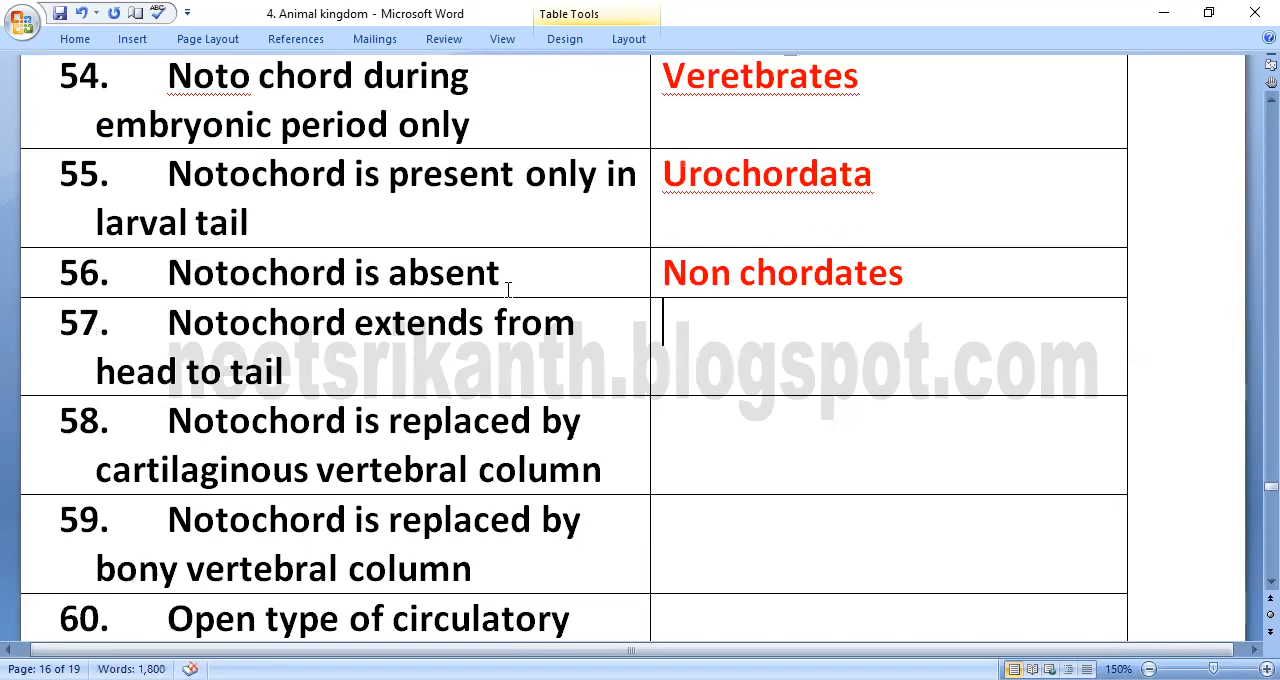 4. Animal kingdom - Microsoft Word
Table Tools
Home Insert Page Layout References Mailings Review View Design Layout
54. Noto chord during Veretbrates
embryonic period only
55. Notochord is present only in Urochordata
larval tail
56. Notochord is absent Non chordates
57. Notochord extends from
head to tail
neetsrikanth.blogspot.com
58. Notochord is replaced by
cartilaginous vertebral column
59. Notochord is replaced by
bony vertebral column
60. Open type of circulatory
Page: 16 of 19 Words: 1,800 150%